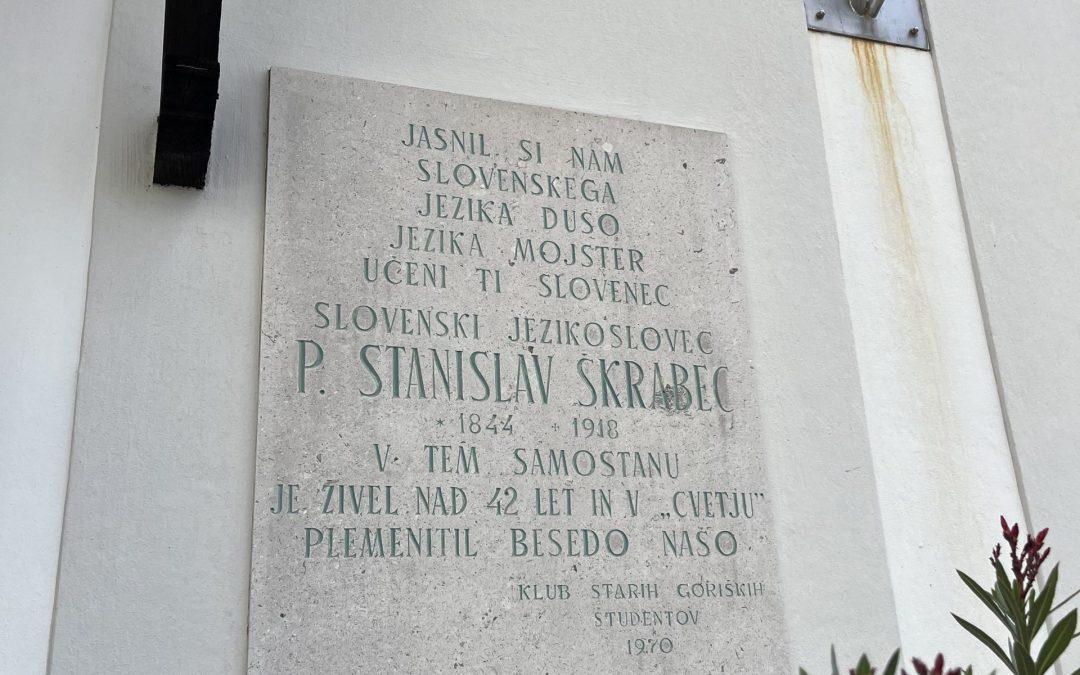 JASNIL SI NAM
SLOVENSKEGA
JEZIKA DUŠO
JEZIKA MOJSTER
UČENI TI SLOVENEC
SLOVENSKI JEZIKOSLOVEC
P. STANISLAV ŠKRABEC
* 1844 + 1918
V TEM SAMOSTANU
JE ŽIVEL NAD 42 LET IN V „CVETJU”
PLEMENITIL BESEDO NAŠO
KLUB STARIH GORIŠKIH
ŠTUDENTOV
1970